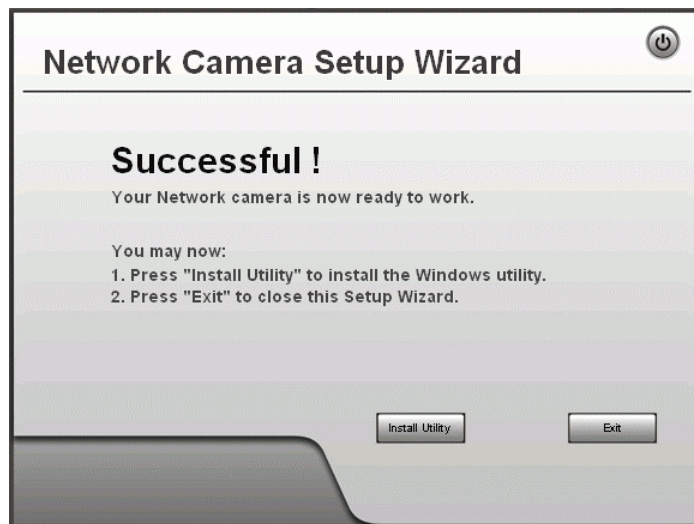 Network Camera Setup Wizard
Successful !
Your Network camera is now ready to work.
You may now:
1. Press "Install Utility" to install the Windows utility.
2. Press "Exit" to close this Setup Wizard.
Install Utility
Exit